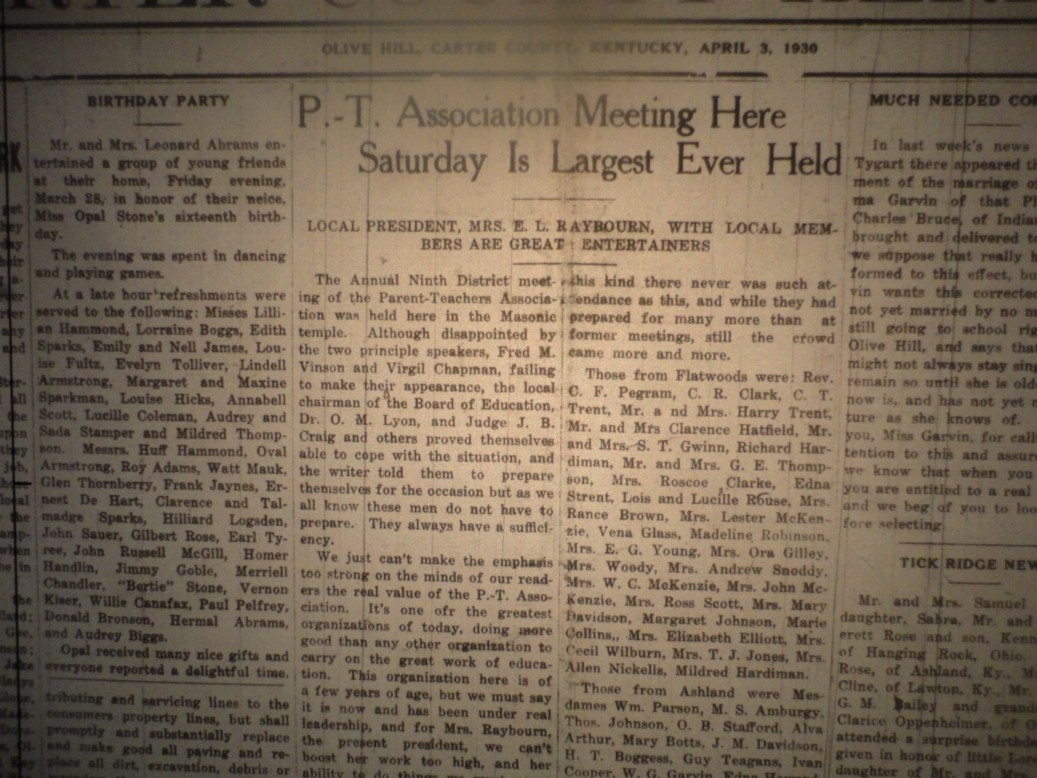 OLIVE HILL, CARTER COUNTY, KENTUCKY, APRIL 3, 1930
BIRTHDAY PARTY
Mr. and Mrs. Leonard Abrams en-
tertained a group of young friends
at their home, Friday evening,
March 28, in honor of their neice,
Miss Opal Stone's sixteenth birth-
day.
The evening was spent in dancing
and playing games.
At a late hour refreshments were
served to the following: Misses Lilli-
an Hammond, Lorraine Boggs, Edith
Sparks, Emily and Nell James, Lou-
ise Fultz, Evelyn Tolliver, Lindell
Armstrong, Margaret and Maxine
Sparkman, Louise Hicks, Annabell
Scott, Lucille Coleman, Audrey and
Sada Stamper and Mildred Thomp-
son. Messrs. Huff Hammond, Oval
Armstrong, Roy Adams, Watt Mauk,
Glen Thornberry, Frank Jaynes, Er-
nest De Hart, Clarence and Tal-
madge Sparks, Hilliard Logsden,
John Sauer, Gilbert Rose, Earl Ty-
ree, John Russell McGill, Homer
Handlin, Jimmy Goble, Merriell
Chandler, "Bertie" Stone, Vernon
Kiser, Willie Canafax, Paul Pelfrey,
Donald Bronson, Hermal Abrams,
and Audrey Biggs.
Opal received many nice gifts and
everyone reported a delightful time.
tributing and servicing lines to the
consumers property lines, but shall
promptly and substantially replace
and make good all paving and re-
place all dirt, excavation, debris or
P.-T. Association Meeting Here
Saturday Is Largest Ever Held
LOCAL PRESIDENT, MRS. E. L. RAYBOURN, WITH LOCAL MEM-
BERS ARE GREAT ENTERTAINERS
The Annual Ninth District meet-
ing of the Parent-Teachers Associa-
tion was held here in the Masonic
temple. Although disappointed by
the two principle speakers, Fred M.
Vinson and Virgil Chapman, failing
to make their appearance, the local
chairman of the Board of Education,
Dr. O. M. Lyon, and Judge J. B.
Craig and others proved themselves
able to cope with the situation, and
the writer told them to prepare
themselves for the occasion but as we
all know these men do not have to
prepare. They always have a suffici-
ency.
We just can't make the emphasis
too strong on the minds of our read-
ers the real value of the P.-T. Asso-
ciation. It's one ofr the greatest
organizations of today, doing more
good than any other organization to
carry on the great work of educa-
tion. This organization here is of
a few years of age, but we must say
it is now and has been under real
leadership, and for Mrs. Raybourn,
the present president, we can't
boost her work too high, and her
ability to do things
this kind there never was such at-
tendance as this, and while they had
prepared for many more than at
former meetings, still the crowd
came more and more.
Those from Flatwoods were: Rev.
C. F. Pegram, C. R. Clark, C. T.
Trent, Mr. a nd Mrs. Harry Trent,
Mr. and Mrs Clarence Hatfield, Mr.
and Mrs. S. T. Gwinn, Richard Har-
diman, Mr. and Mrs. G. E. Thomp-
son, Mrs. Roscoe Clarke, Edna
Strent, Lois and Lucille Rouse, Mrs.
Rance Brown, Mrs. Lester McKen-
zie, Vena Glass, Madeline Robinson,
Mrs. E. G. Young, Mrs. Ora Gilley,
Mrs. Woody, Mrs. Andrew Snoddy,
Mrs. W. C. McKenzie, Mrs. John Mc-
Kenzie, Mrs. Ross Scott, Mrs. Mary
Davidson, Margaret Johnson, Marie
Collins,, Mrs. Elizabeth Elliott, Mrs.
Cecil Wilburn, Mrs. T. J. Jones, Mrs.
Allen Nickells, Mildred Hardiman.
Those from Ashland were Mes-
dames Wm. Parson, M. S. Amburgy,
Thos. Johnson, O. B. Stafford, Alva
Arthur, Mary Botts, J. M. Davidson,
H. T. Boggess, Guy Teagans, Ivan
Cooper, W. G. Garvin, Edna
MUCH NEEDED
In last week's news
Tygart there appeared
ment of the marriage of
ma Garvin of that
Charles Bruce, of
brought and delivered
we suppose that really
formed to this effect, but
vin wants this corrected
not yet married by no
still going to school
Olive Hill, and says that
might not always stay
remain so until she is
now is, and has not yet
ture as she knows of.
you, Miss Garvin, for
tention to this and
we know that when you
you are entitled to a real
and we beg of you to
fore selecting.
TICK RIDGE
Mr. and Mrs. Samuel
daughter, Sabra, Mr. and
erett Rose and son,
of Hanging Rock, Ohio,
Rose, of Ashland, Ky.,
Cline, of Lawton, Ky., Mr.
G. M. Bailey and
Clarice Oppenheimer, of
attended a surprise
given in honor of little
daughter of Mr.